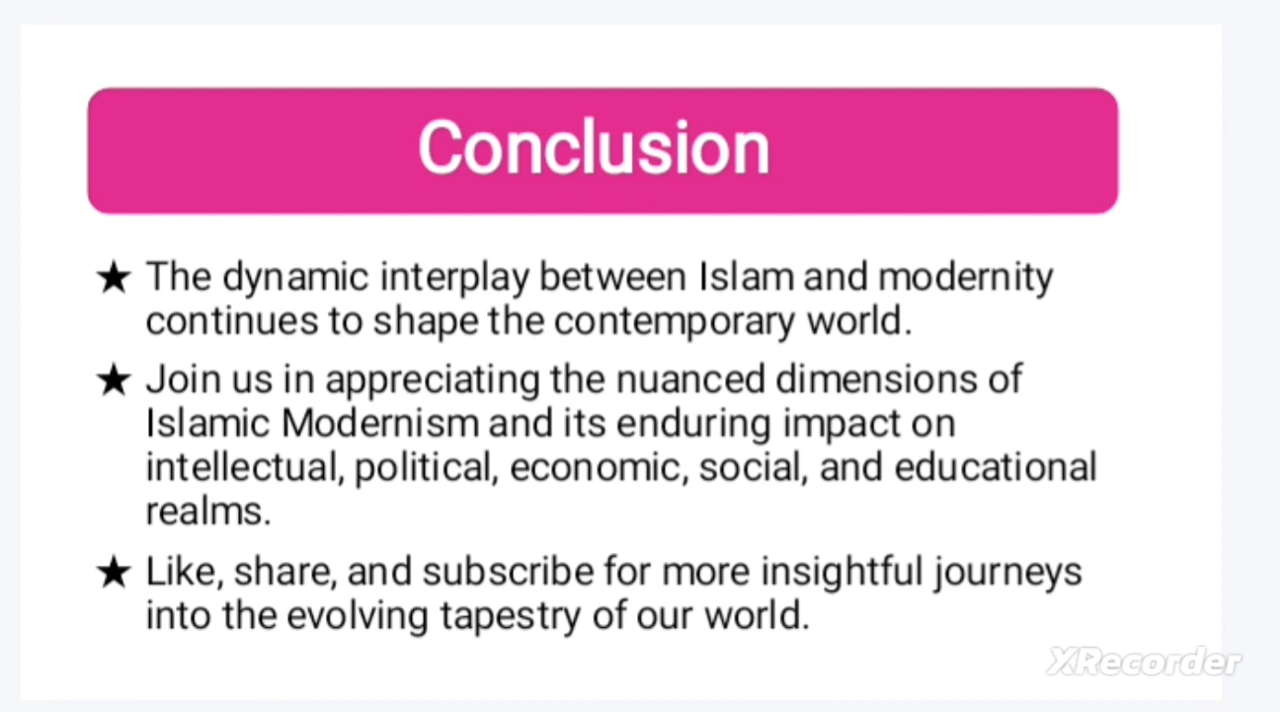 Conclusion
★ The dynamic interplay between Islam and modernity
continues to shape the contemporary world.
★ Join us in appreciating the nuanced dimensions of
Islamic Modernism and its enduring impact on
intellectual, political, economic, social, and educational
realms.
★ Like, share, and subscribe for more insightful journeys
into the evolving tapestry of our world.
XRecorder